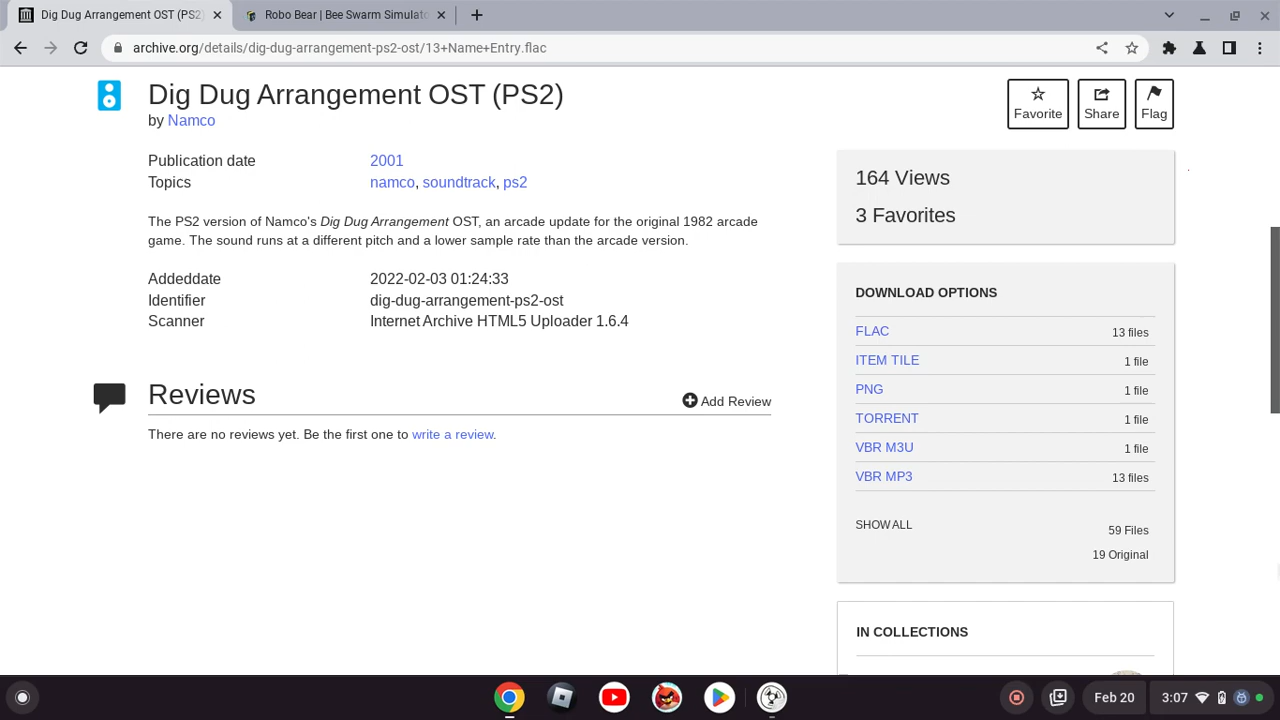 Dig Dug Arrangement OST (PS2)
Robo Bear | Bee Swarm Simulato
archive.org/details/dig-dug-arrangement-ps2-ost/13+Name+Entry.flac
Dig Dug Arrangement OST (PS2)
by Namco
Favorite
Share
Flag
Publication date 2001
Topics namco, soundtrack, ps2
The PS2 version of Namco's Dig Dug Arrangement OST, an arcade update for the original 1982 arcade
game. The sound runs at a different pitch and a lower sample rate than the arcade version.
Addeddate 2022-02-03 01:24:33
Identifier dig-dug-arrangement-ps2-ost
Scanner Internet Archive HTML5 Uploader 1.6.4
Reviews
Add Review
There are no reviews yet. Be the first one to write a review.
164 Views
3 Favorites
DOWNLOAD OPTIONS
FLAC 13 files
ITEM TILE 1 file
PNG 1 file
TORRENT 1 file
VBR M3U 1 file
VBR MP3 13 files
SHOW ALL 59 Files
19 Original
IN COLLECTIONS
Feb 20
3:07